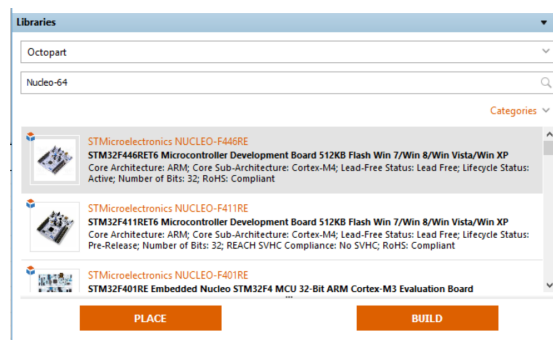 Libraries
Octopart
Nucleo-64
Categories
STMicroelectronics NUCLEO-F446RE
STM32F446RET6 Microcontroller Development Board 512KB Flash Win 7/Win 8/Win Vista/Win XP
Core Architecture: ARM; Core Sub-Architecture: Cortex-M4; Lead-Free Status: Lead Free; Lifecycle Status:
Active; Number of Bits: 32; RoHS: Compliant
STMicroelectronics NUCLEO-F411RE
STM32F411RET6 Microcontroller Development Board 512KB Flash Win 7/Win 8/Win Vista/Win XP
Core Architecture: ARM; Core Sub-Architecture: Cortex-M4; Lead-Free Status: Lead Free; Lifecycle Status:
Pre-Release; Number of Bits: 32; REACH SVHC Compliance: No SVHC; RoHS: Compliant
STMicroelectronics NUCLEO-F401RE
STM32F401RE Embedded Nucleo STM32F4 MCU 32-Bit ARM Cortex-M3 Evaluation Board
PLACE
BUILD